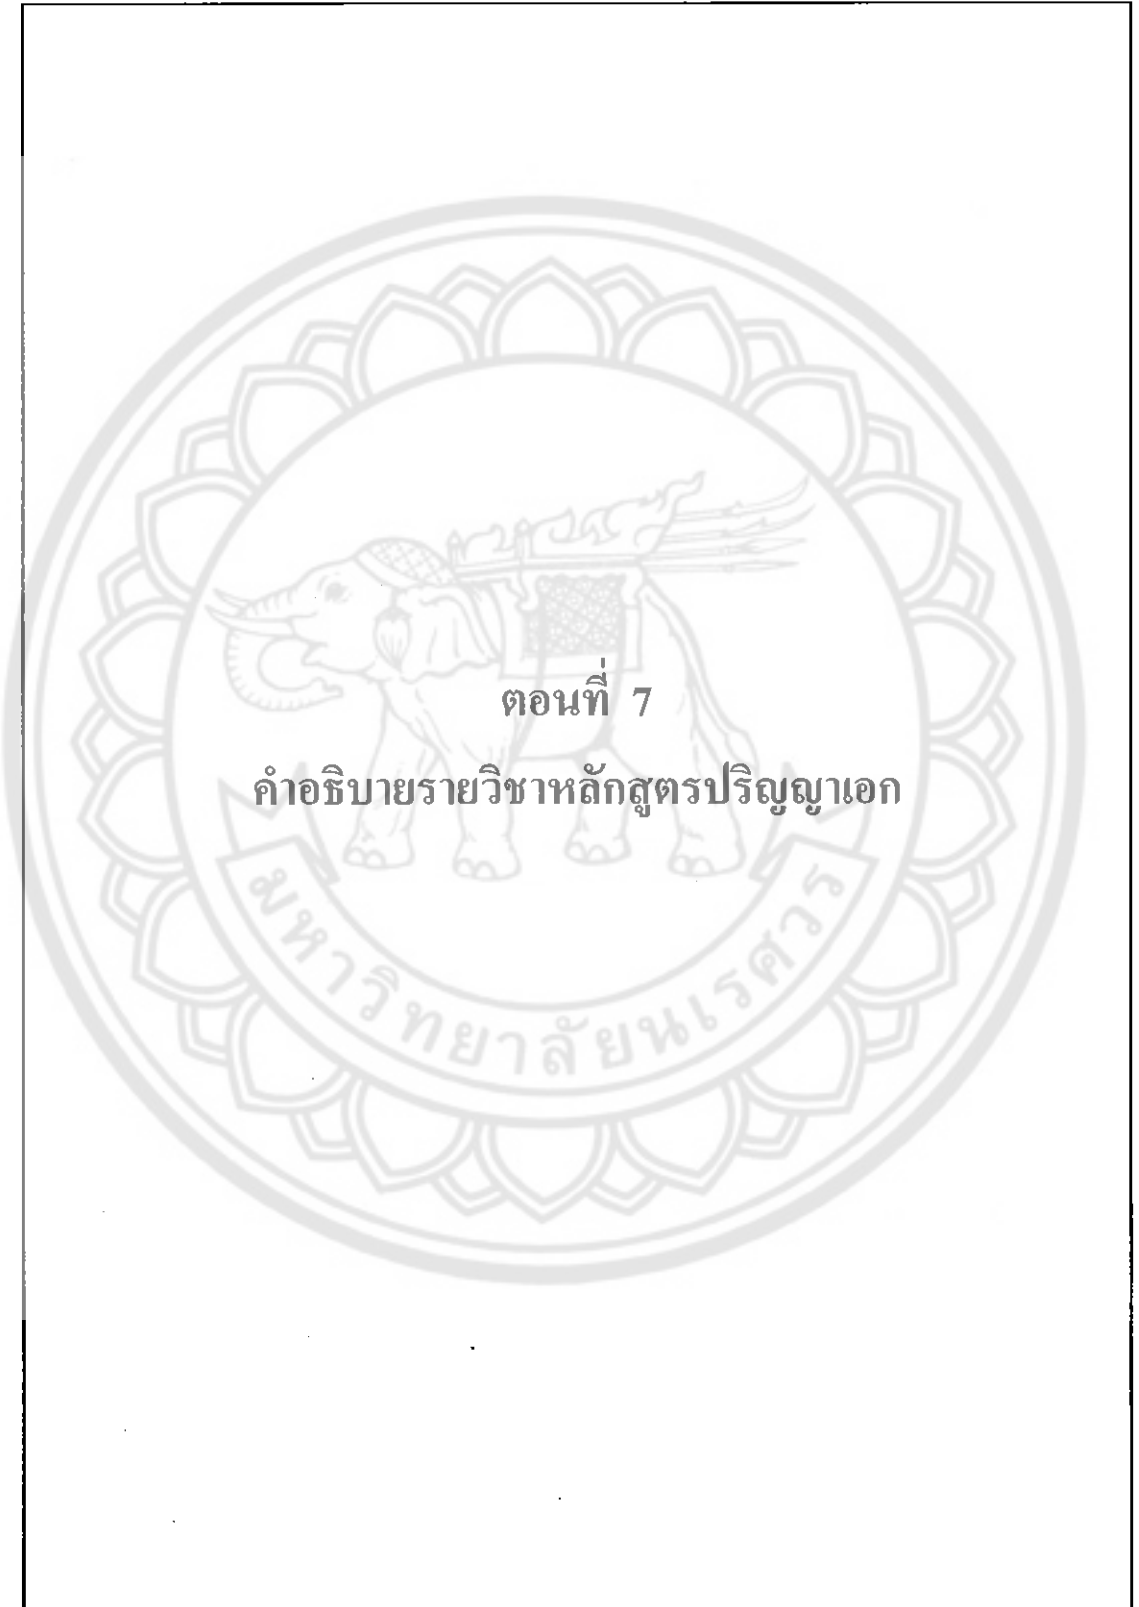 ตอนที่ 7
คำอธิบายรายวิชาหลักสูตรปริญญาเอก
มหาวิทยาลัยนเรศวร